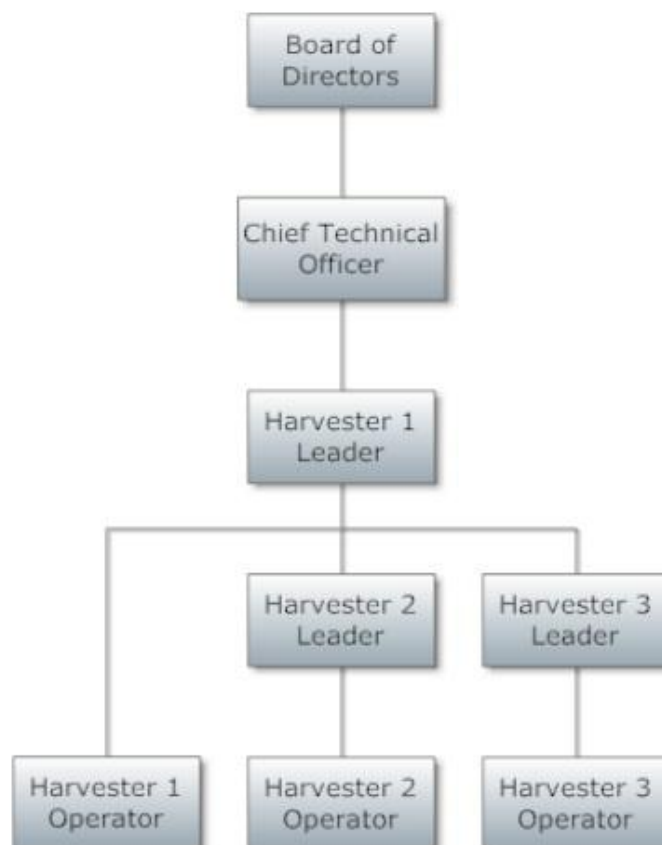 Board of
Directors
Chief Technical
Officer
Harvester 1
Leader
Harvester 2
Leader
Harvester 3
Leader
Harvester 1
Operator
Harvester 2
Operator
Harvester 3
Operator